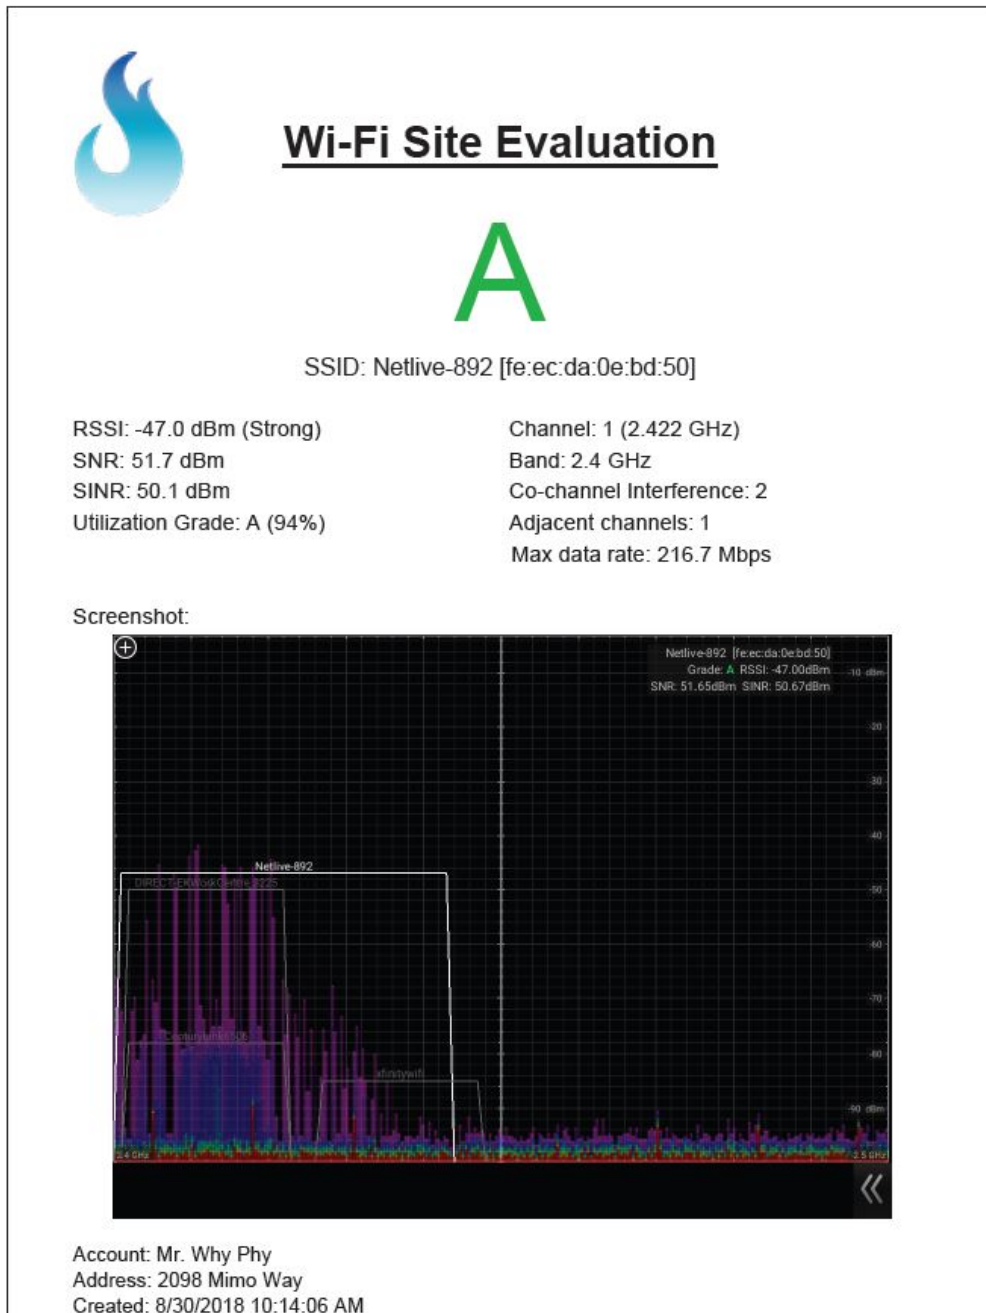 Wi-Fi Site Evaluation
A
SSID: Netlive-892 [fe:ec:da:0e:bd:50]
RSSI: -47.0 dBm (Strong)
SNR: 51.7 dBm
SINR: 50.1 dBm
Utilization Grade: A (94%)
Channel: 1 (2.422 GHz)
Band: 2.4 GHz
Co-channel Interference: 2
Adjacent channels: 1
Max data rate: 216.7 Mbps
Screenshot:
Netlive-892 [fe:ec:da:0e:bd:50]
Grade: A RSSI: -47.00dBm
SNR: 51.65dBm SINR: 50.67dBm
-10 dBm
-20
-30
-40
Netlive-892
-50
-60
-70
-80
xfinitywifi
-90 dBm
2.4 GHz
2.5 GHz
Account: Mr. Why Phy
Address: 2098 Mimo Way
Created: 8/30/2018 10:14:06 AM